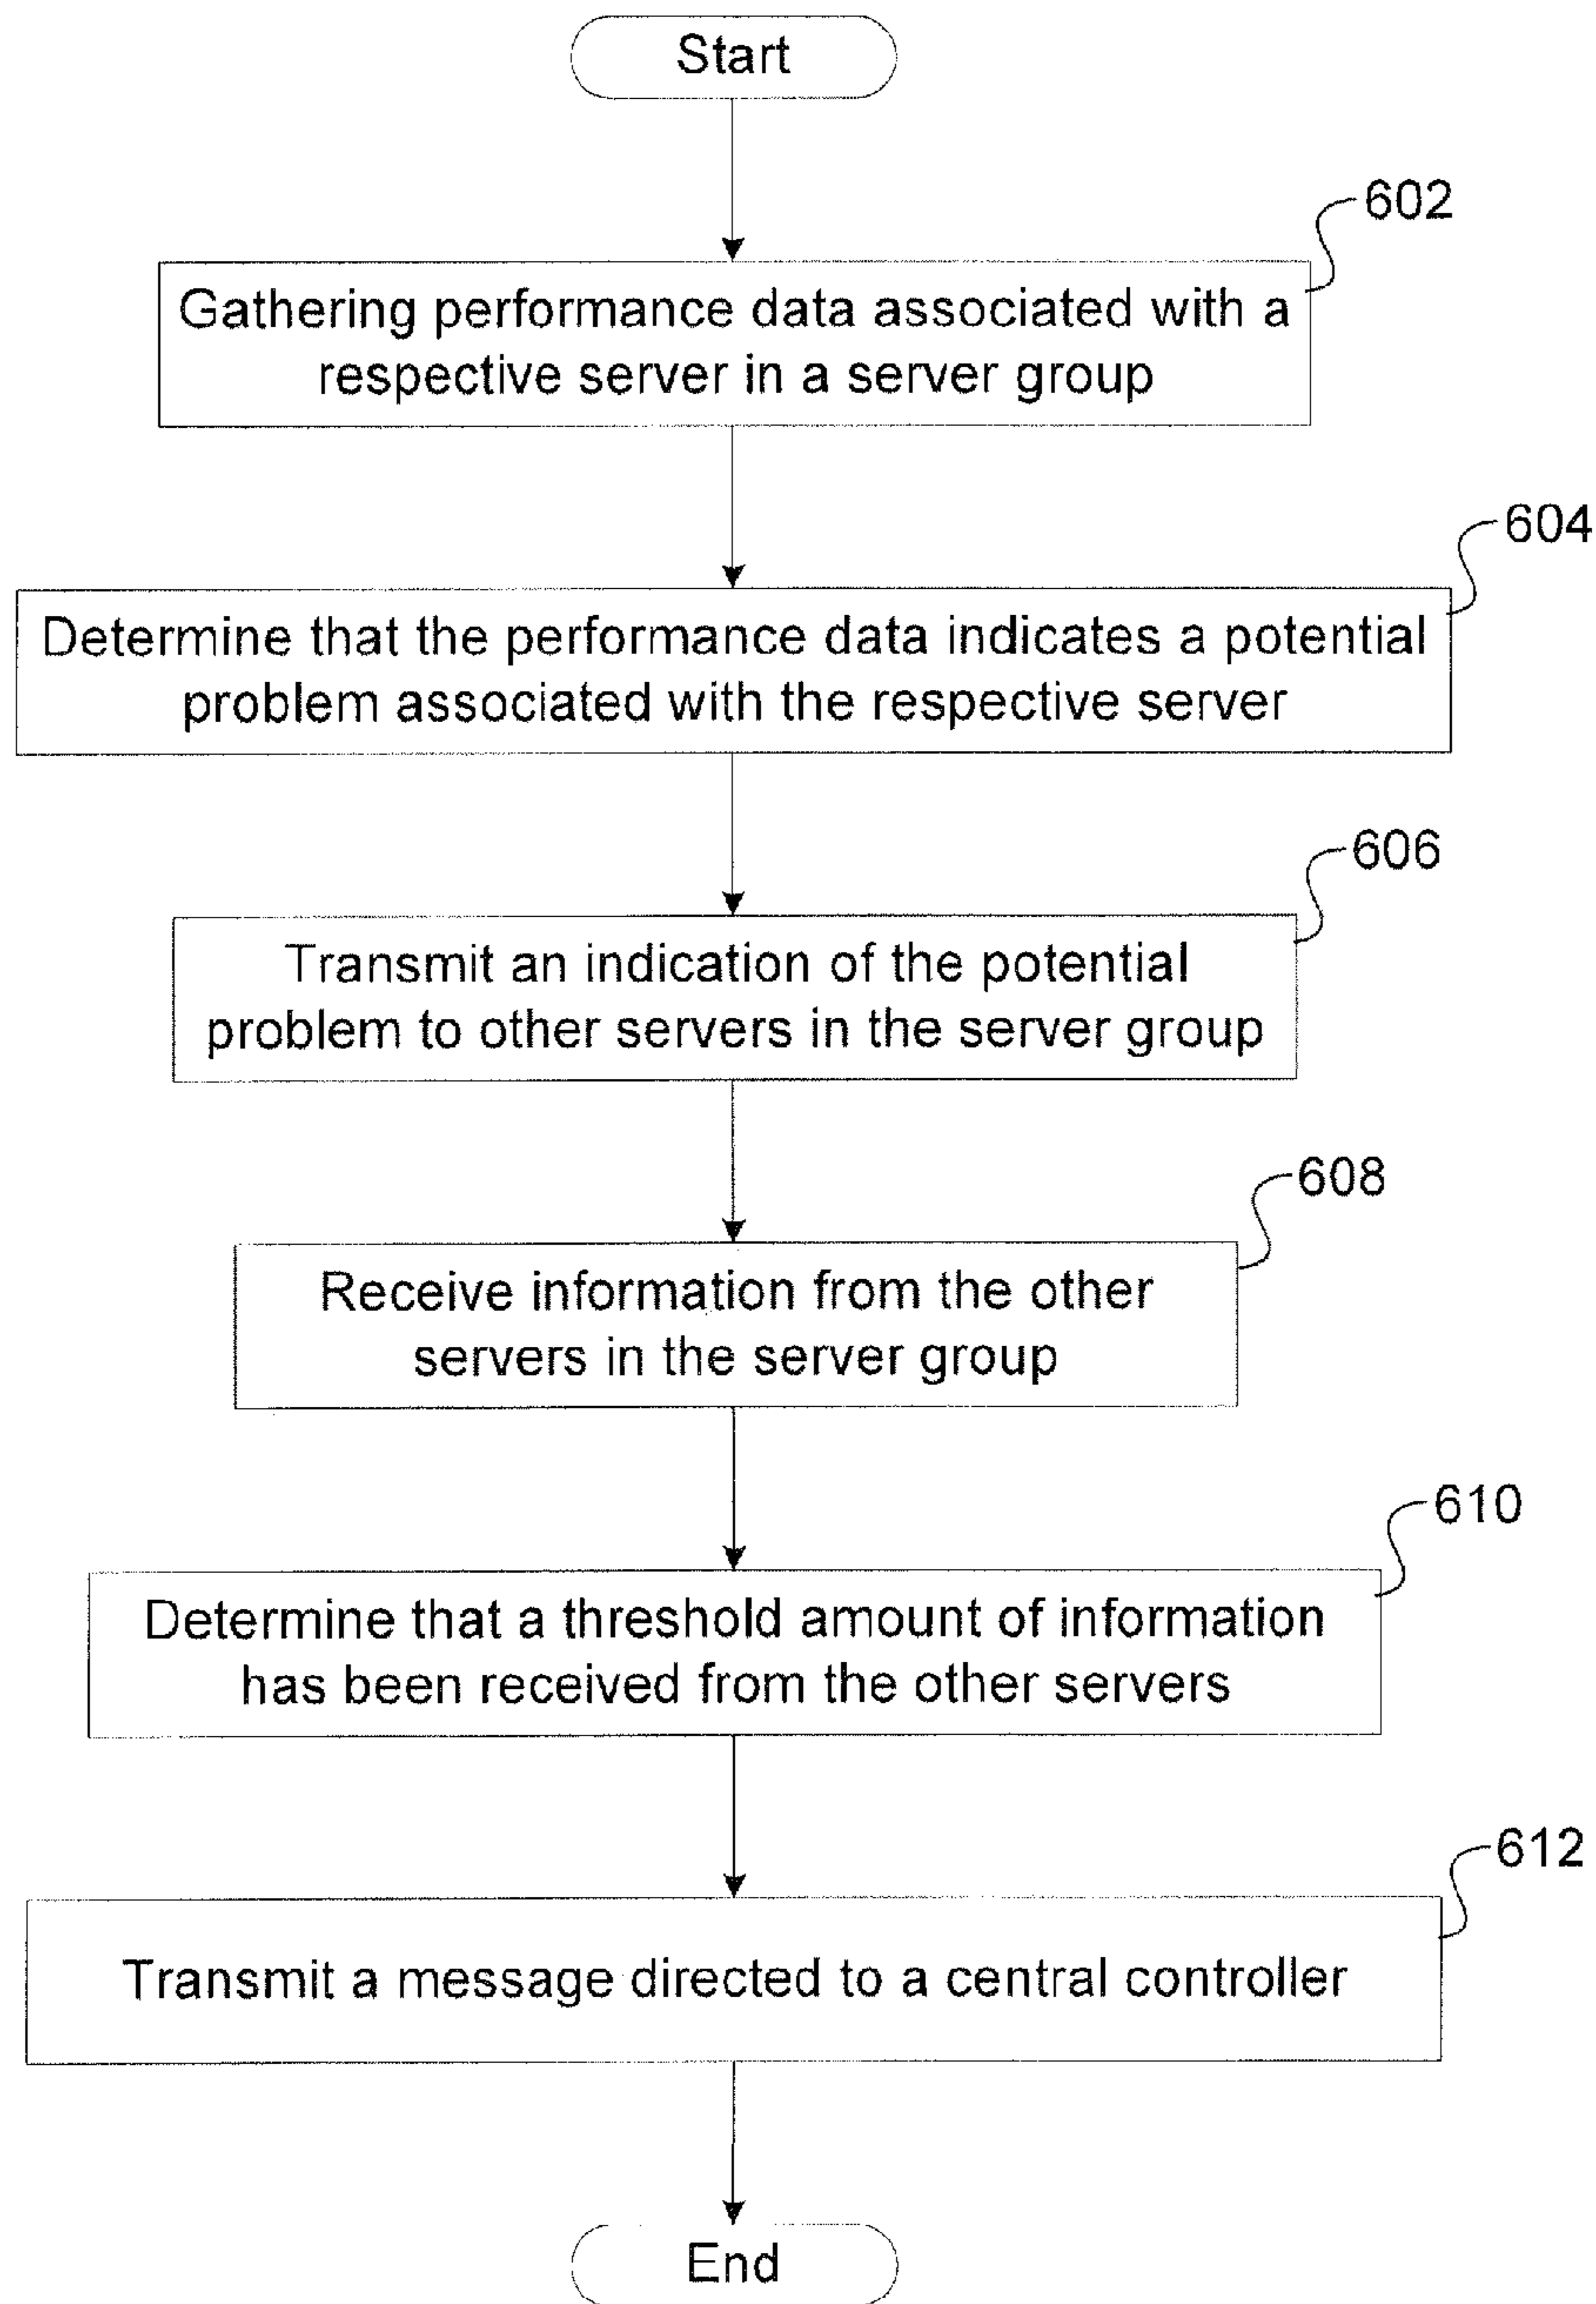 Start
602
Gathering performance data associated with a
respective server in a server group
604
Determine that the performance data indicates a potential
problem associated with the respective server
606
Transmit an indication of the potential
problem to other servers in the server group
608
Receive information from the other
servers in the server group
610
Determine that a threshold amount of information
has been received from the other servers
612
Transmit a message directed to a central controller
End